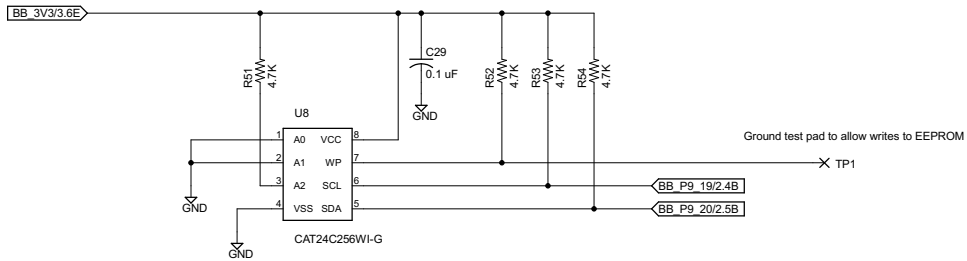 BB_3V3/3.6E
R51
4.7K
C29
0.1 uF
GND
R52
4.7K
R53
4.7K
R54
4.7K
U8
1 A0 VCC 8
2 A1 WP 7
3 A2 SCL 6
4 VSS SDA 5
CAT24C256WI-G
GND
GND
Ground test pad to allow writes to EEPROM
TP1
BB_P9_19/2.4B
BB_P9_20/2.5B